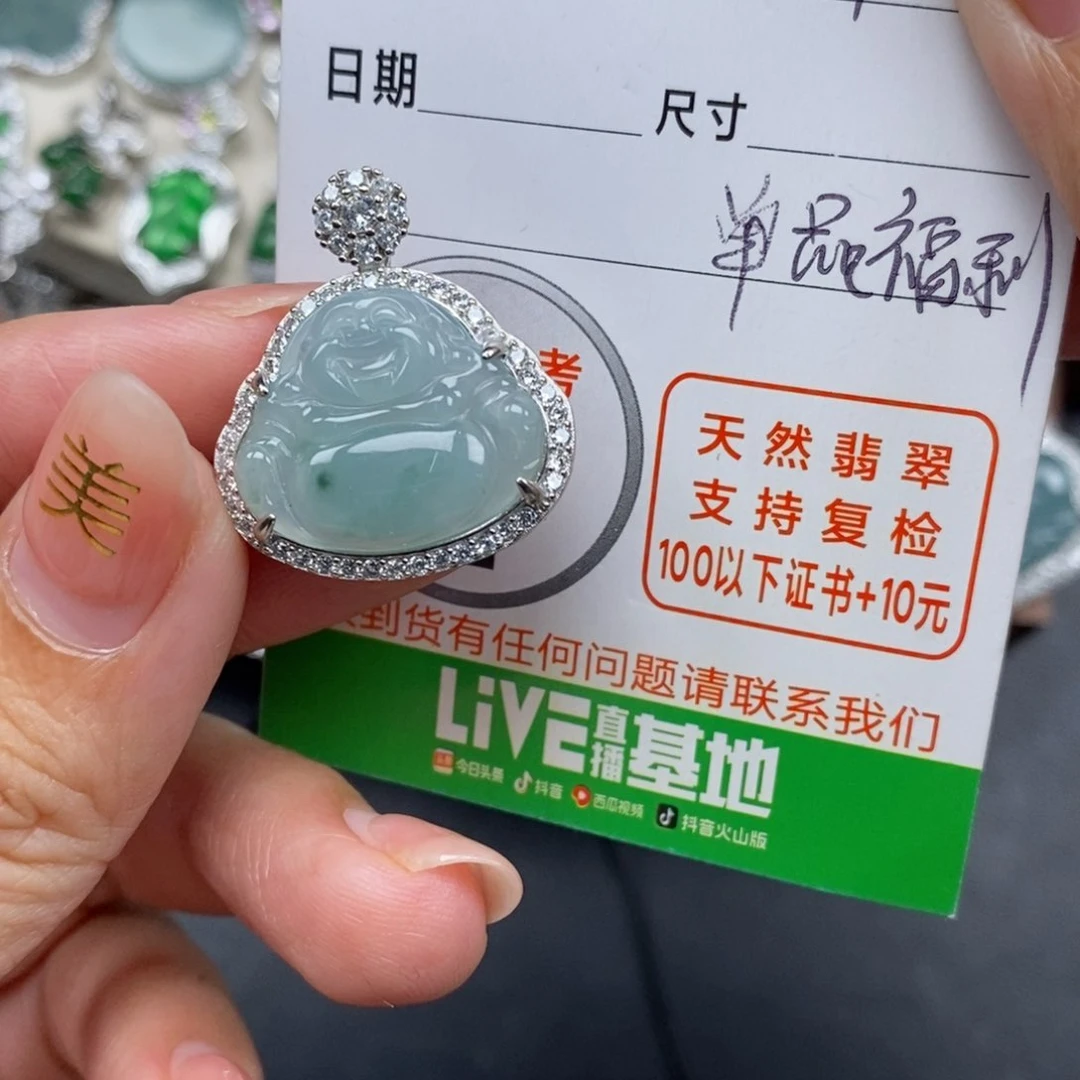 日期 尺寸
单品福利
者
天然翡翠
支持复检
100以下证书+10元
到货有任何问题请联系我们
LiVE直播基地
今日头条 抖音 西瓜视频 抖音火山版
美